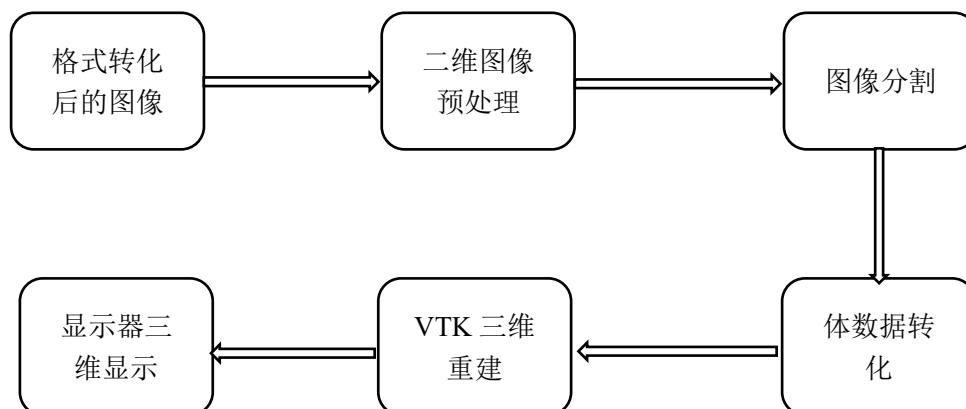 格式转化
后的图像
二维图像
预处理
图像分割
体数据转
化
VTK 三维
重建
显示器三
维显示